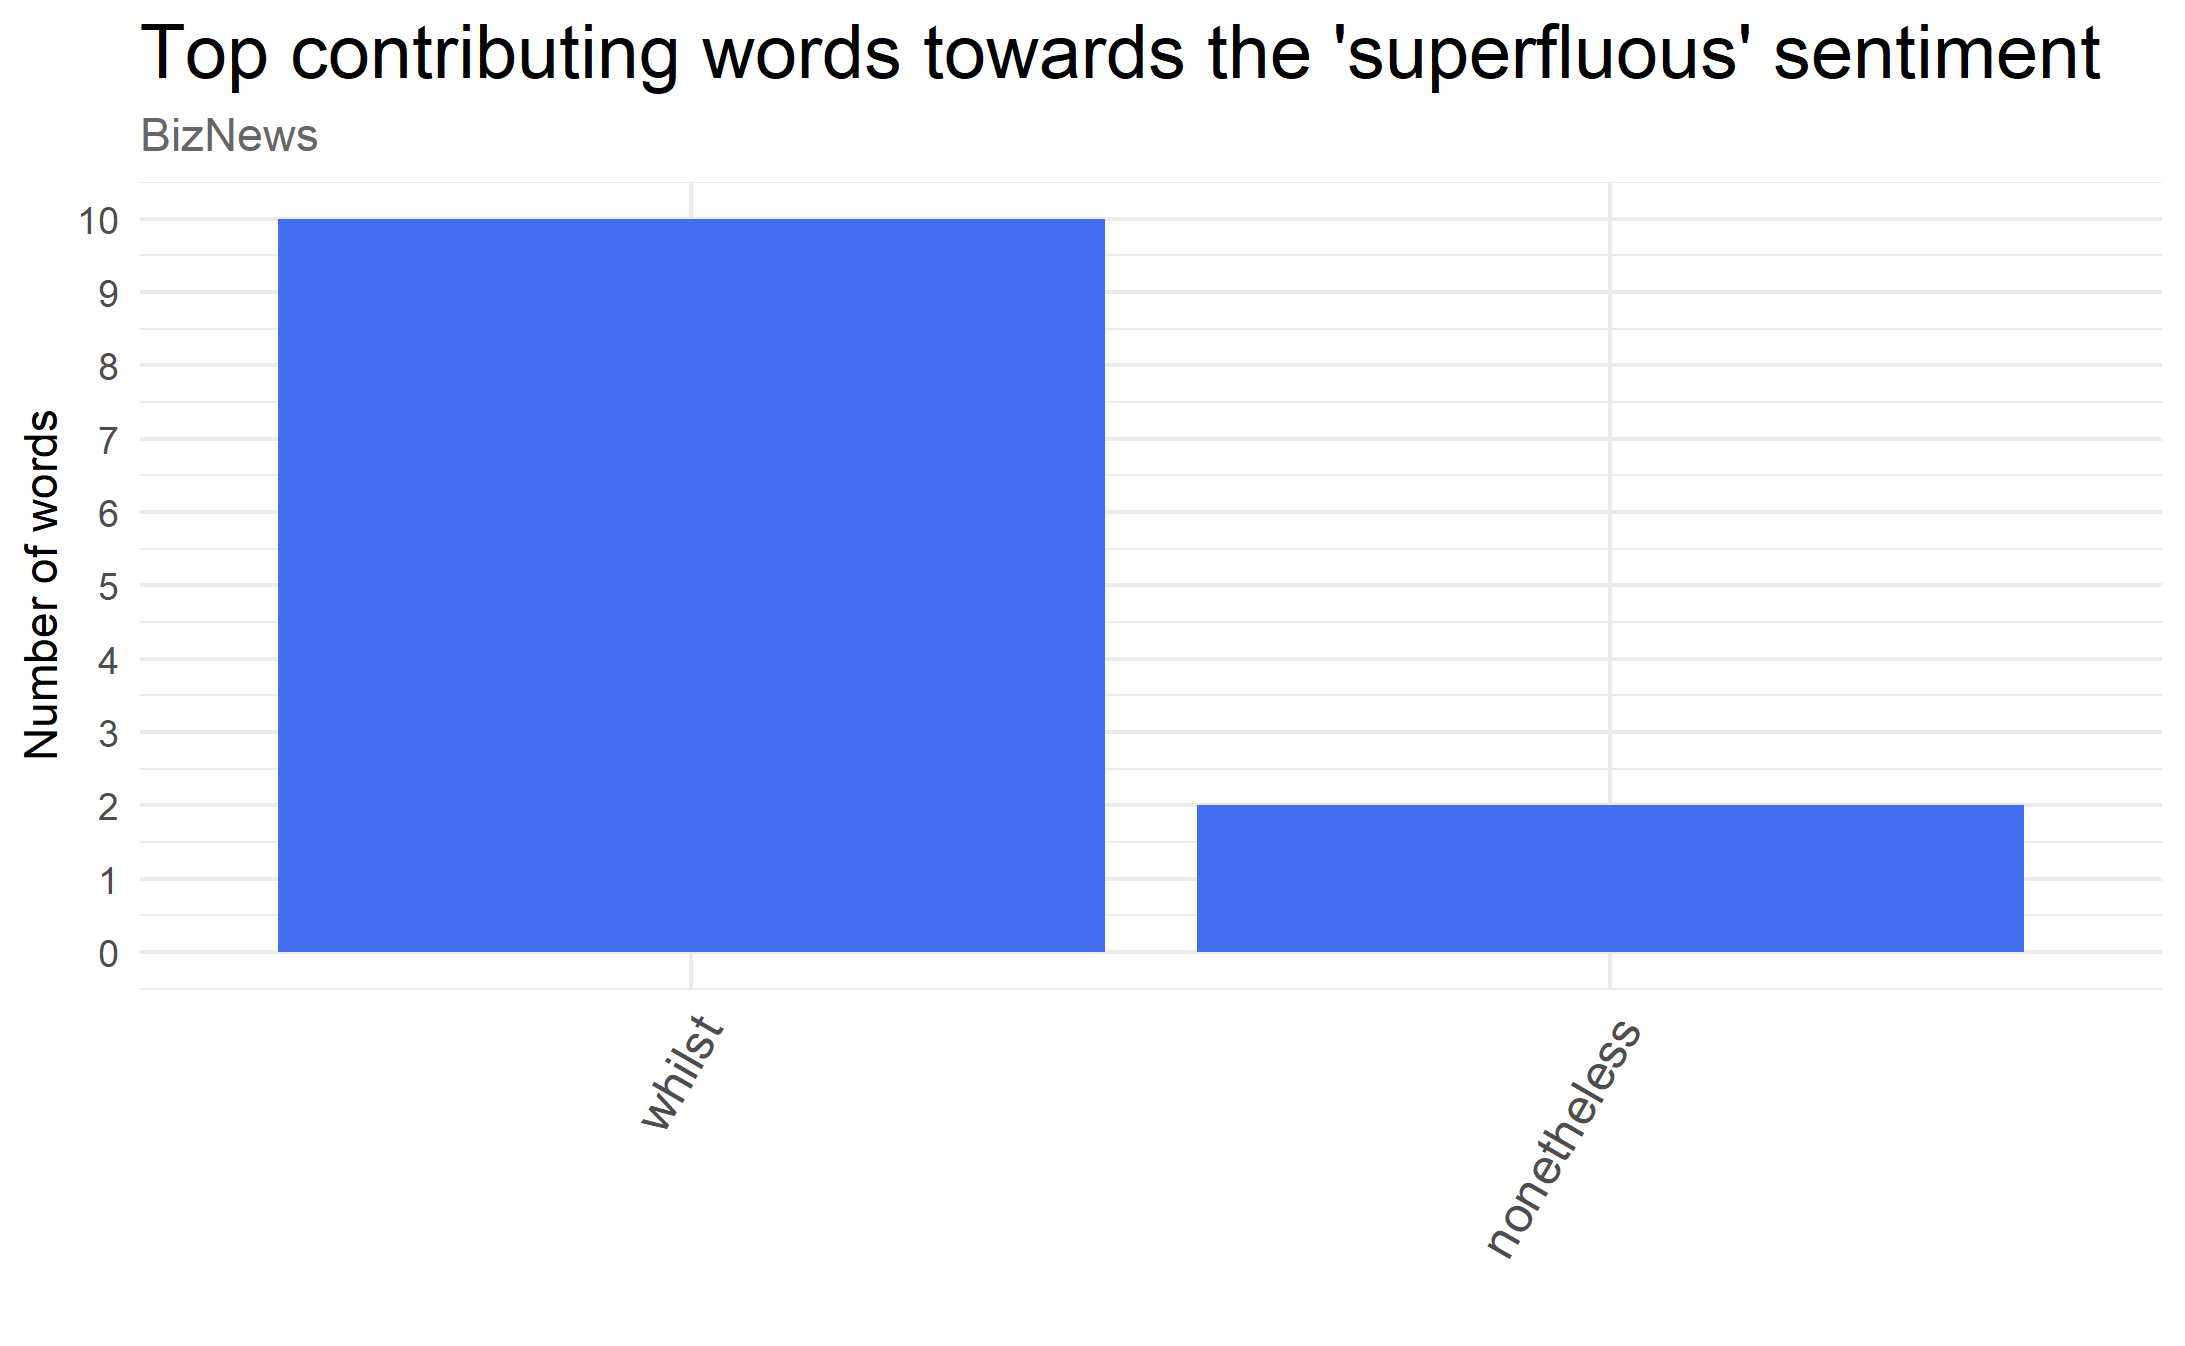 Top contributing words towards the 'superfluous' sentiment
BizNews
Number of words
10
9
8
7
6
5
4
3
2
1
0
whilst
nonetheless